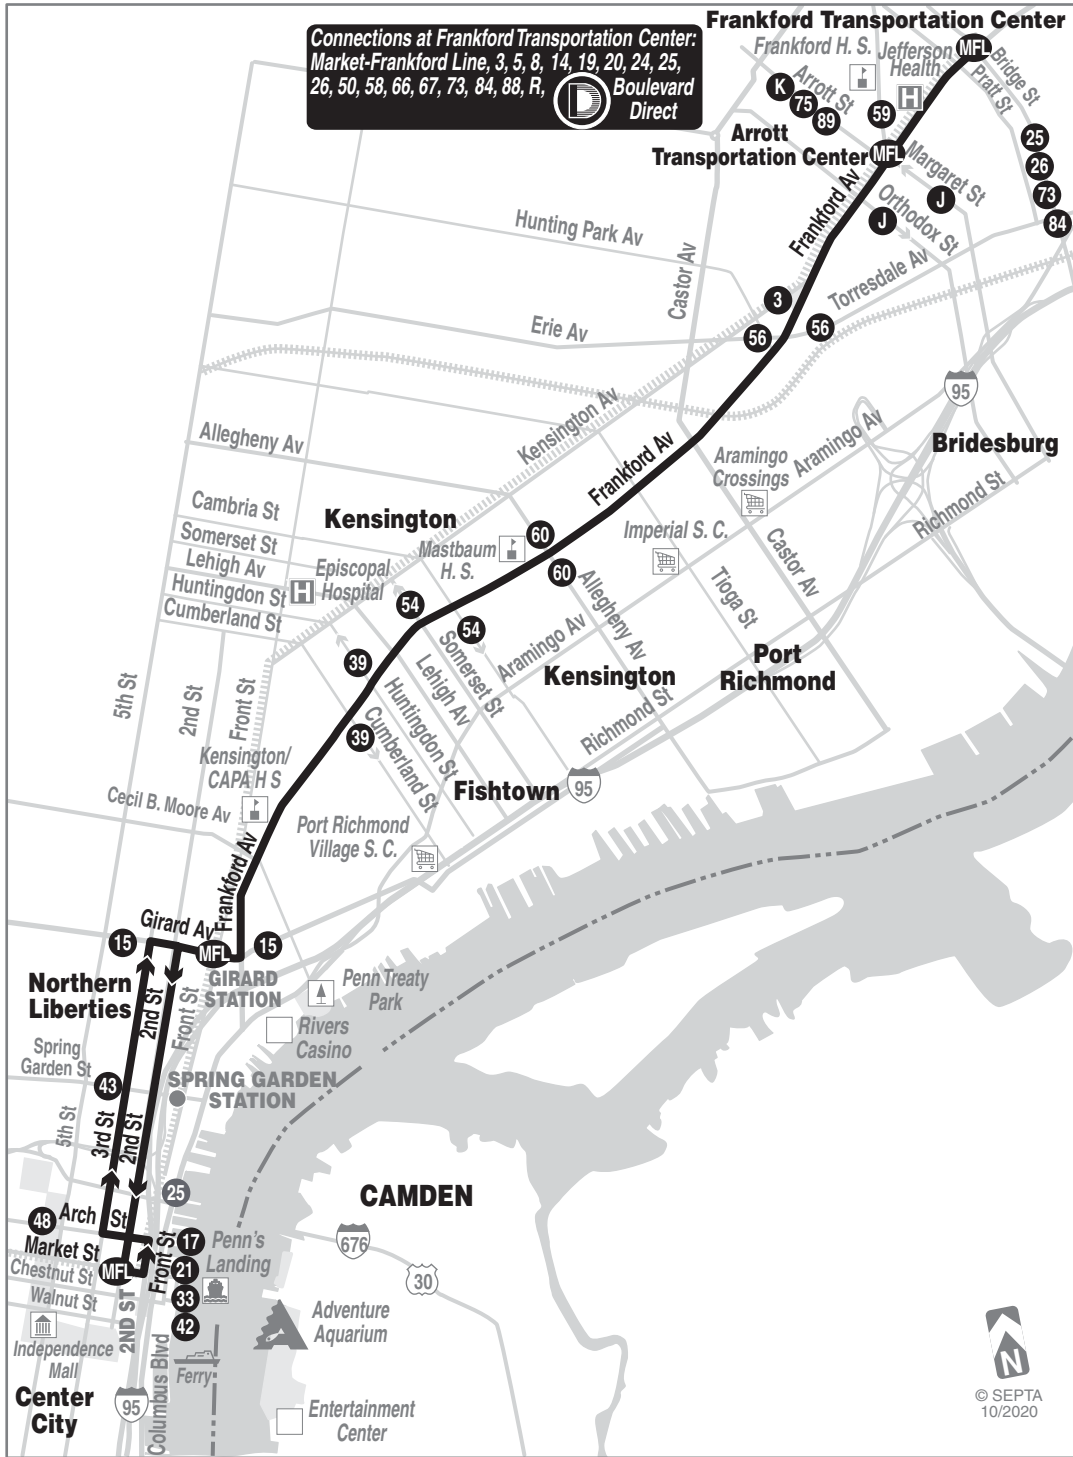 Frankford Transportation Center
Connections at Frankford Transportation Center:
Market-Frankford Line, 3, 5, 8, 14, 19, 20, 24, 25,
26, 50, 58, 66, 67, 73, 84, 88, R, D Boulevard
Direct
Frankford H. S.
Jefferson
Health
H
MFL
Bridge St
Pratt St
K
75
89
Arrott St
59
Arrott
Transportation Center
MFL
Margaret St
25
26
73
84
J
J
Orthodox St
Frankford Av
Hunting Park Av
Castor Av
Torresdale Av
3
56
56
Erie Av
95
Kensington Av
Allegheny Av
Frankford Av
Aramingo Av
Bridesburg
Aramingo
Crossings
Richmond St
Cambria St
Somerset St
Lehigh Av
Huntingdon St
Cumberland St
Kensington
Mastbaum
H. S.
60
60
Imperial S. C.
Castor Av
Episcopal
Hospital
H
54
54
Allegheny Av
Tioga St
Aramingo Av
Somerset St
Lehigh Av
Huntingdon St
Cumberland St
39
39
Kensington
Port
Richmond
Richmond St
5th St
2nd St
Front St
Kensington/
CAPA H S
Cecil B. Moore Av
Fishtown
95
Port Richmond
Village S. C.
Frankford Av
Girard Av
15
MFL
15
GIRARD
STATION
Northern
Liberties
2nd St
Front St
Penn Treaty
Park
Rivers
Casino
Spring
Garden St
43
SPRING GARDEN
STATION
5th St
3rd St
2nd St
25
CAMDEN
48
Arch St
Market St
Chestnut St
Walnut St
MFL
Front St
17
21
33
42
Penn's
Landing
676
30
Adventure
Aquarium
Independence
Mall
2ND ST
Columbus Blvd
Ferry
Center
City
95
Entertainment
Center
N
© SEPTA
10/2020